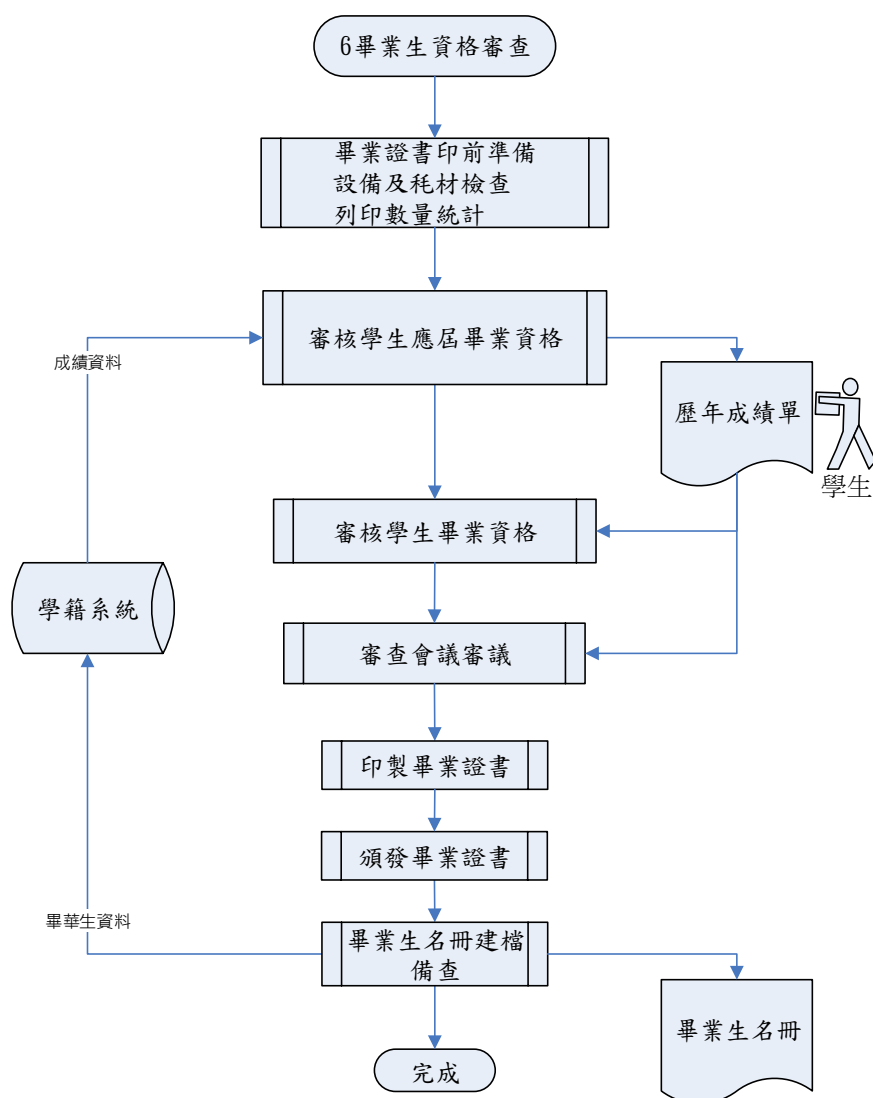 6畢業生資格審查
畢業證書印前準備
設備及秏材檢查
列印數量統計
審核學生應屆畢業資格
成績資料
歷年成績單
學生
審核學生畢業資格
學籍系統
審查會議審議
印製畢業證書
頒發畢業證書
畢華生資料
畢業生名冊建檔
備查
畢業生名冊
完成